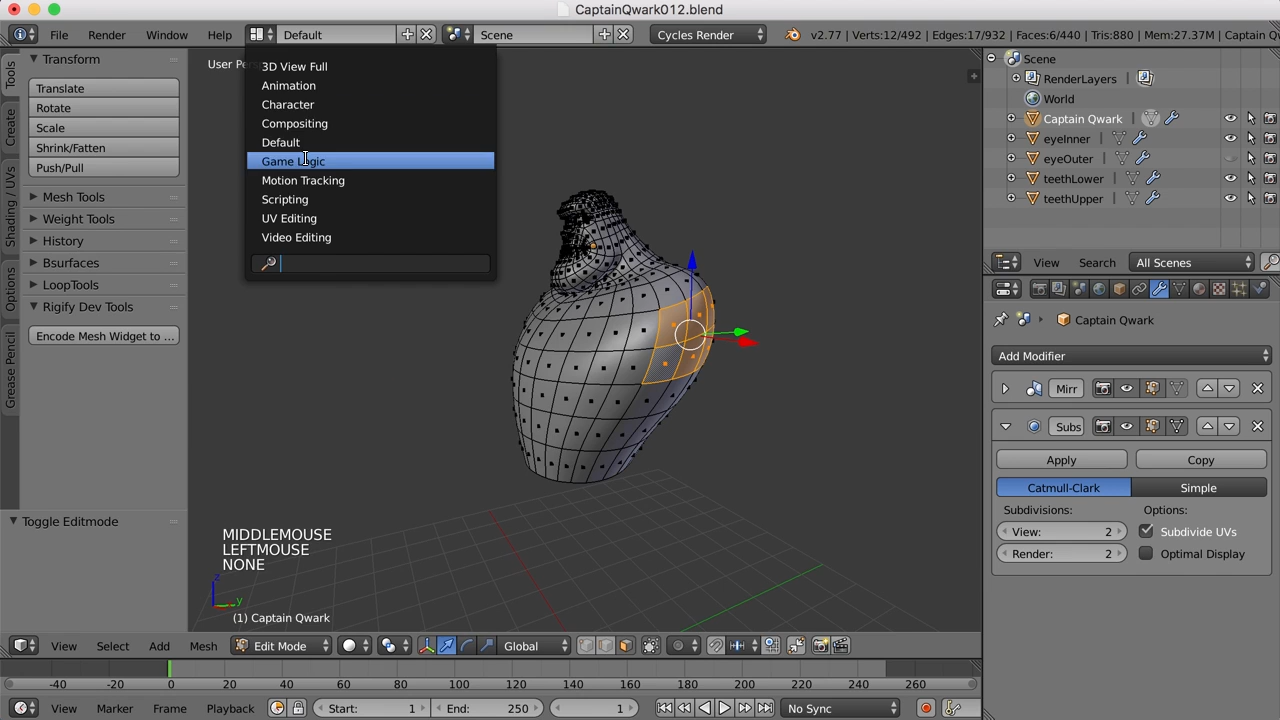 CaptainQwark012.blend
File Render Window Help Default Scene Cycles Render v2.77 | Verts:12/492 | Edges:17/932 | Faces:6/440 | Tris:880 | Mem:27.37M | Captain Q
Tools
Create
Shading / UVs
Options
Grease Pencil
Transform
Translate
Rotate
Scale
Shrink/Fatten
Push/Pull
Mesh Tools
Weight Tools
History
Bsurfaces
LoopTools
Rigify Dev Tools
Encode Mesh Widget to ...
Toggle Editmode
User
3D View Full
Animation
Character
Compositing
Default
Game Logic
Motion Tracking
Scripting
UV Editing
Video Editing
MIDDLEMOUSE
LEFTMOUSE
NONE
z
y
(1) Captain Qwark
View Select Add Mesh Edit Mode Global
-40 -20 0 20 40 60 80 100 120 140 160 180 200 220 240 260
View Marker Frame Playback Start: 1 End: 250 1 No Sync
Scene
RenderLayers
World
Captain Qwark
eyeInner
eyeOuter
teethLower
teethUpper
View Search All Scenes
Captain Qwark
Add Modifier
Mirr
Subs
Apply Copy
Catmull-Clark Simple
Subdivisions: Options:
View: 2 Subdivide UVs
Render: 2 Optimal Display